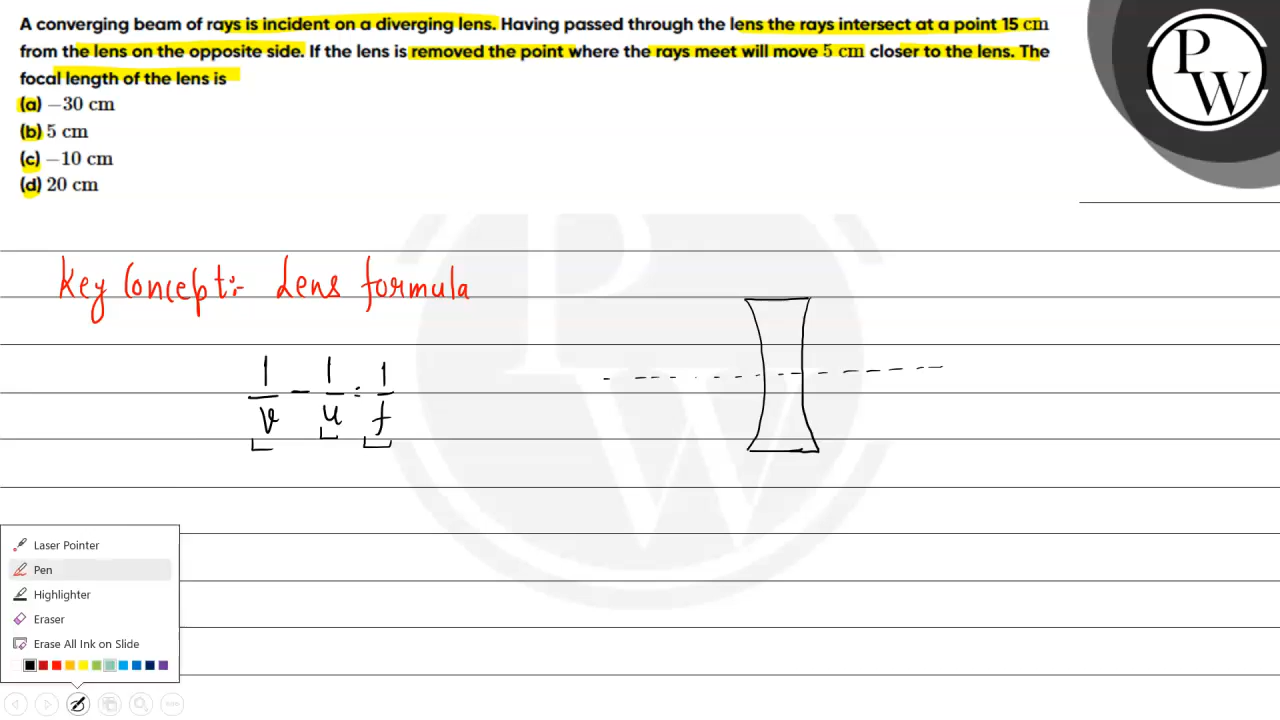 A converging beam of rays is incident on a diverging lens. Having passed through the lens the rays intersect at a point 15 cm
from the lens on the opposite side. If the lens is removed the point where the rays meet will move 5 cm closer to the lens. The
focal length of the lens is
(a) −30 cm
(b) 5 cm
(c) −10 cm
(d) 20 cm
P
W
Key Concept:- Lens formula
1/v − 1/u = 1/f
Laser Pointer
Pen
Highlighter
Eraser
Erase All Ink on Slide